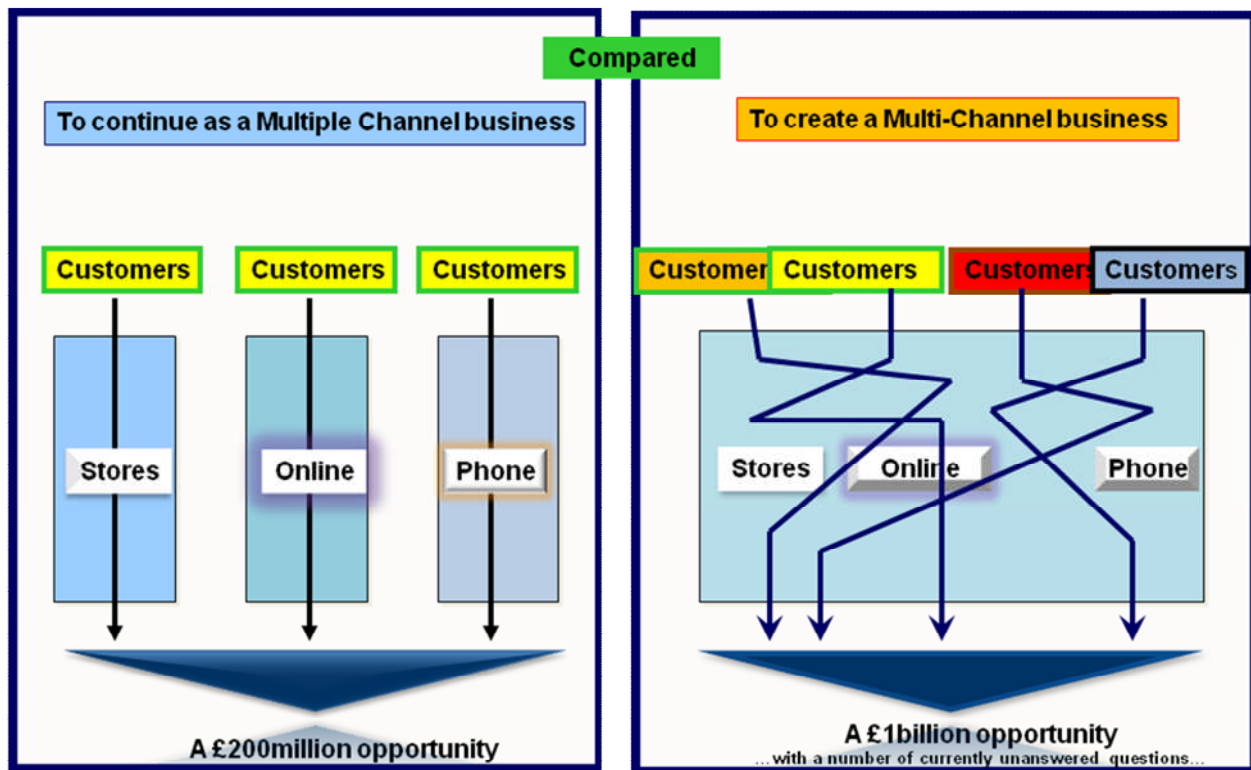 Compared
To continue as a Multiple Channel business
Customers Customers Customers
Stores Online Phone
A £200million opportunity
To create a Multi-Channel business
Customer Customers Customers Customers
Stores Online Phone
A £1billion opportunity
...with a number of currently unanswered questions...